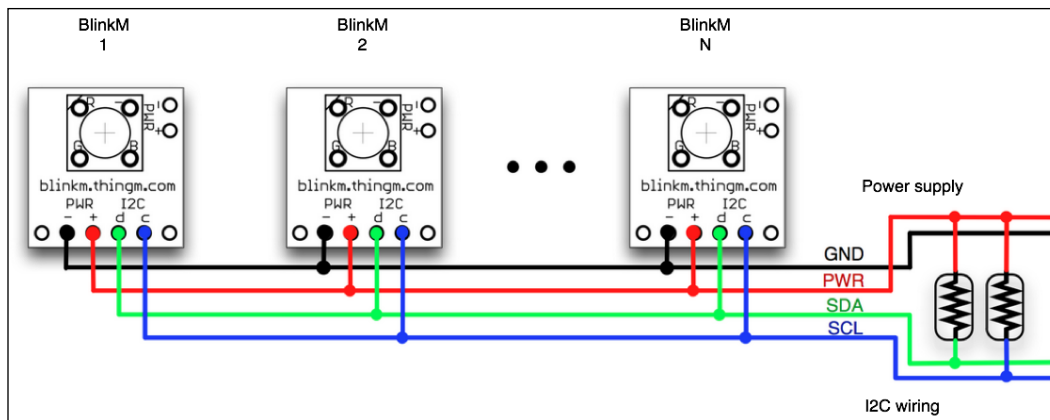 BlinkM
1
BlinkM
2
BlinkM
N
R -
G B
- PWR +
blinkm.thingm.com
PWR I2C
- + d c
R -
G B
- PWR +
blinkm.thingm.com
PWR I2C
- + d c
R -
G B
- PWR +
blinkm.thingm.com
PWR I2C
- + d c
Power supply
GND
PWR
SDA
SCL
I2C wiring